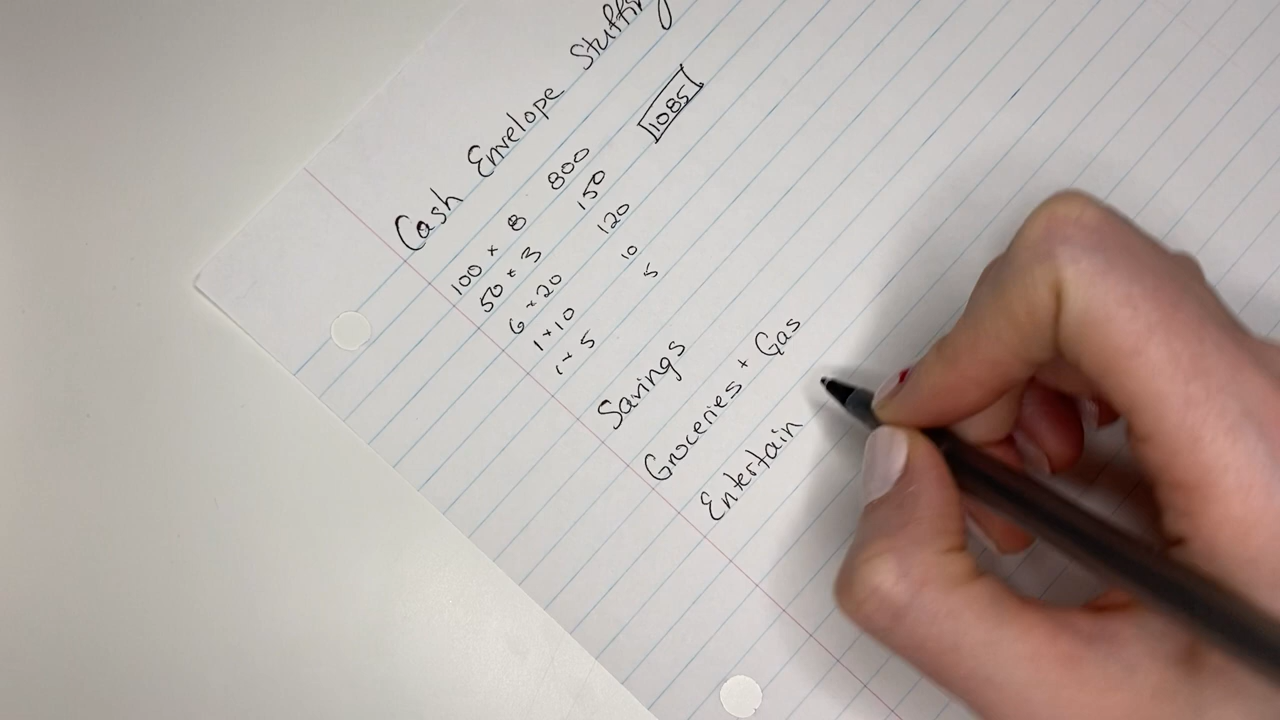 Cash Envelope Stuffing
100 × 8 800
50 × 3 150
6 × 20 120
1 × 10 10
1 × 5 5
1085
Savings
Groceries + Gas
Entertain